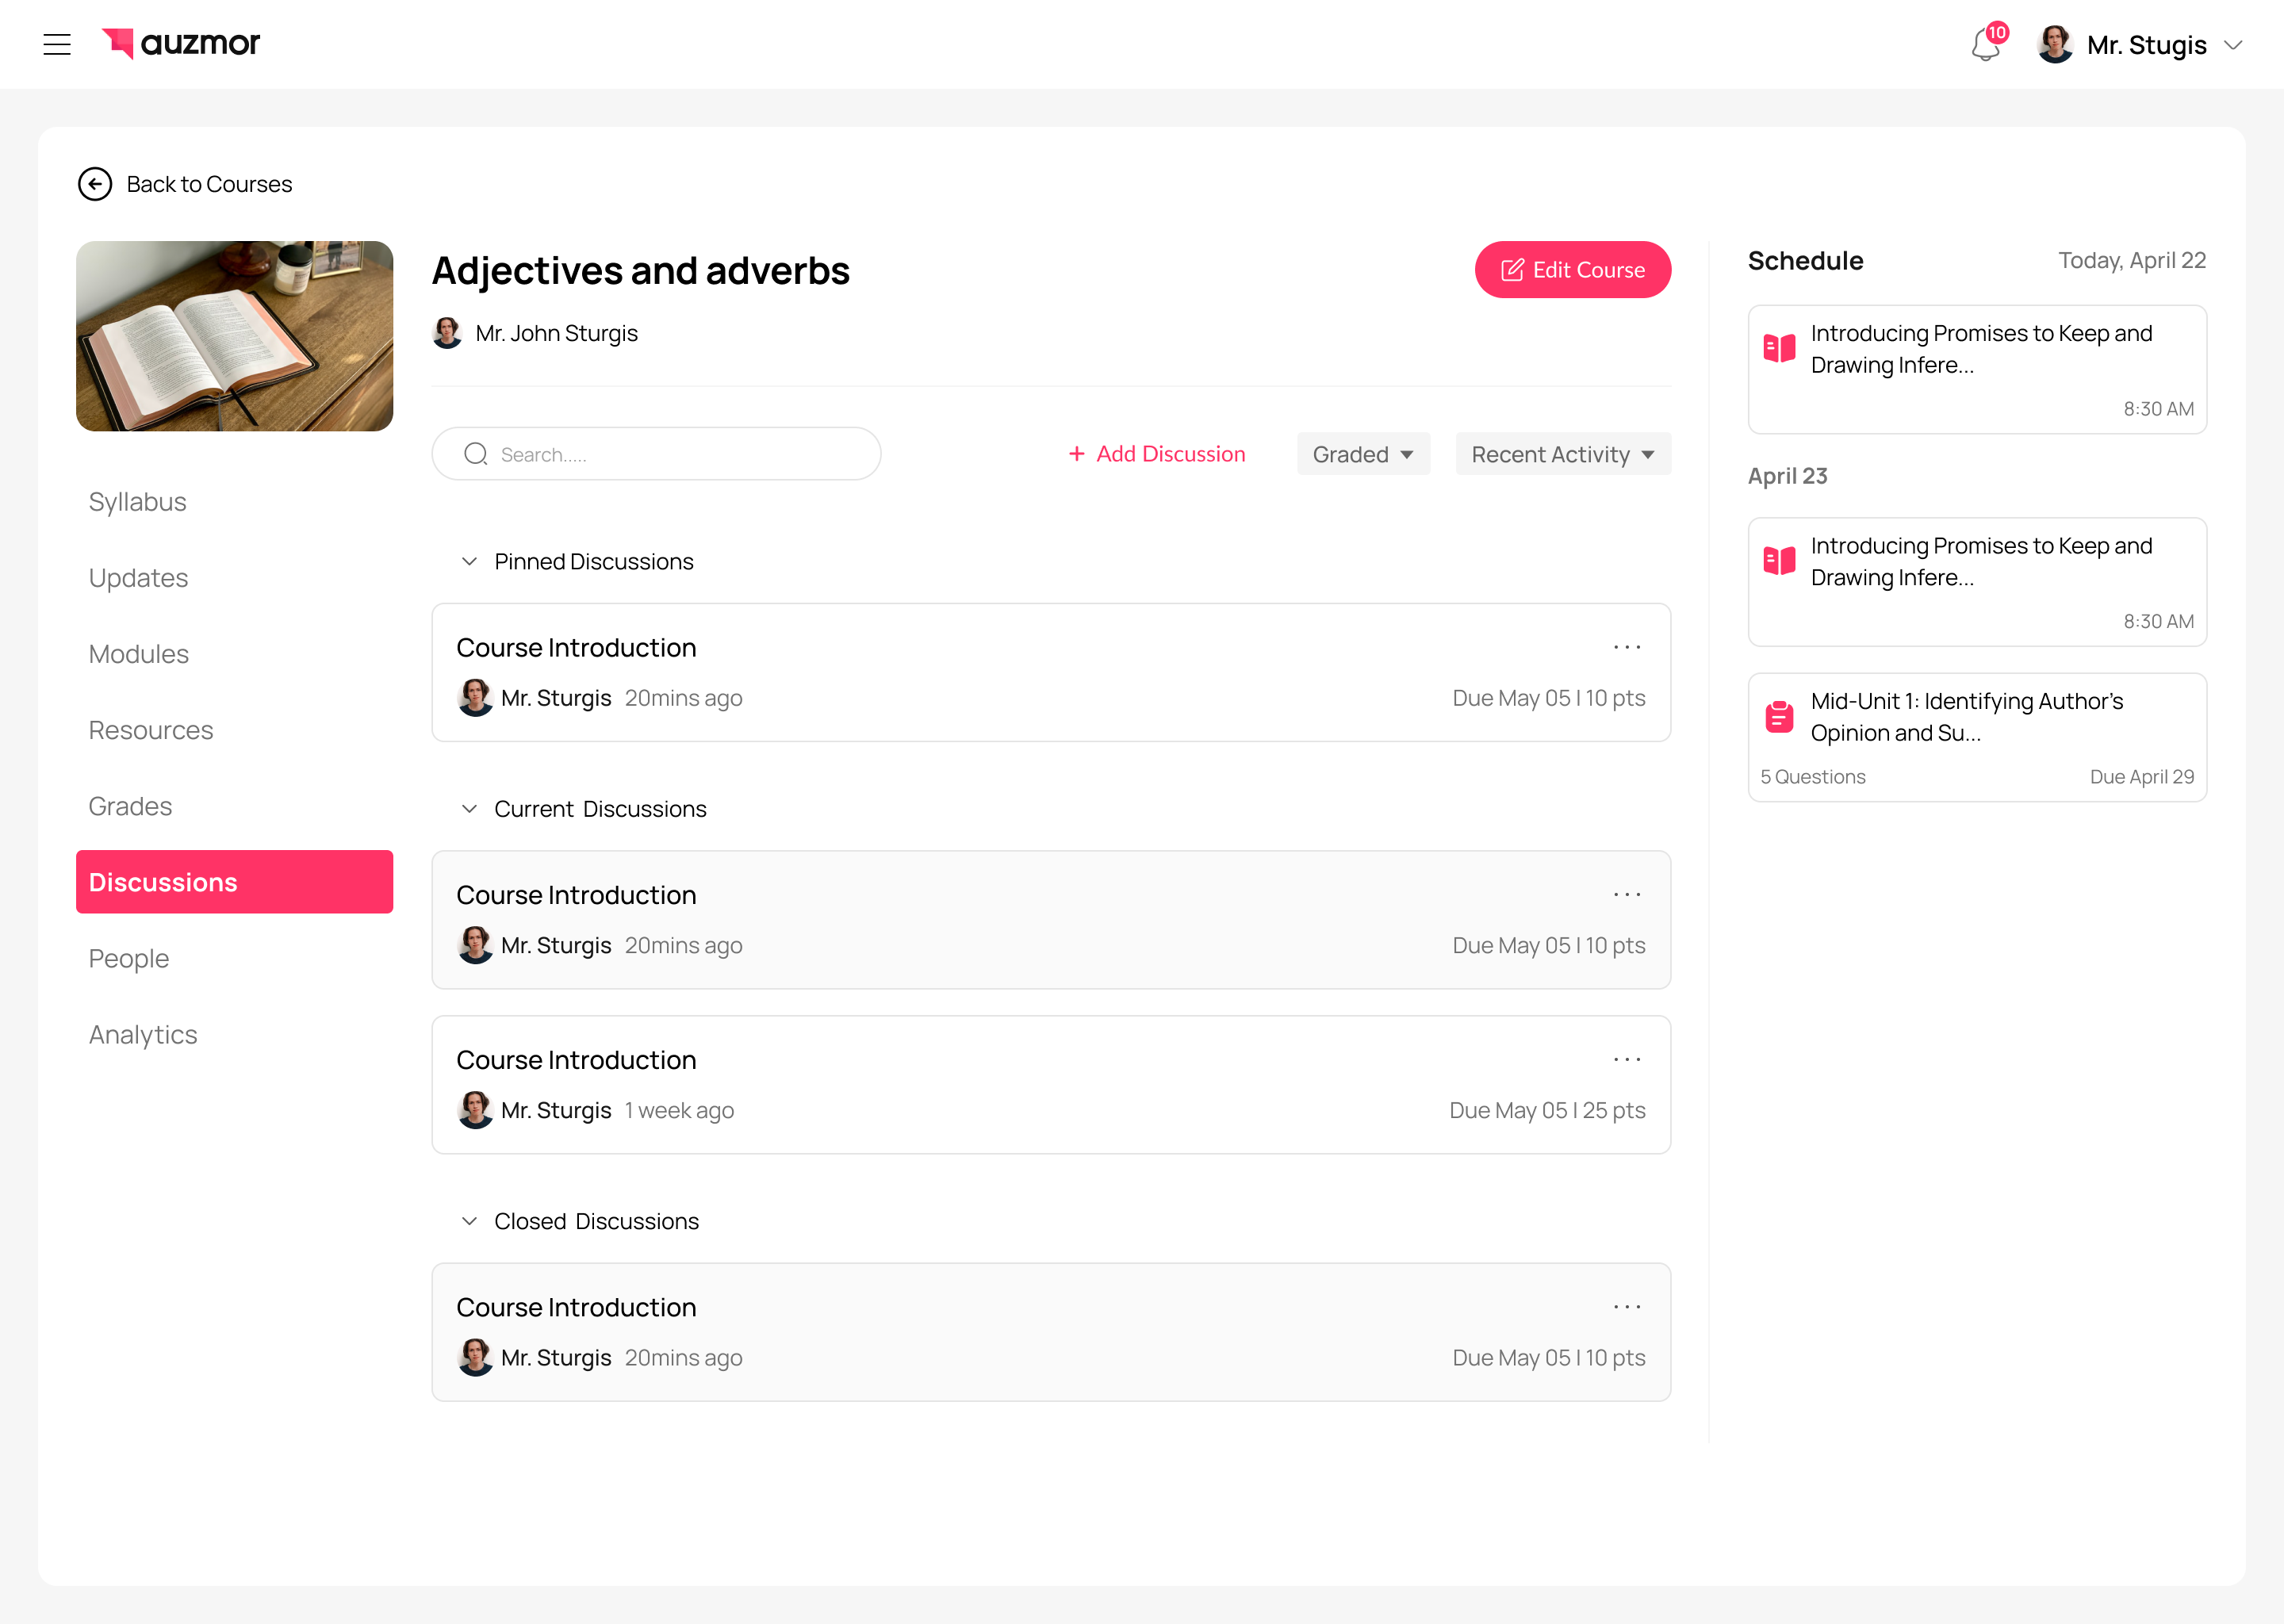 auzmor
10
Mr. Stugis
Back to Courses
Adjectives and adverbs
Edit Course
Mr. John Sturgis
Search.....
+ Add Discussion
Graded
Recent Activity
Syllabus
Updates
Modules
Resources
Grades
Discussions
People
Analytics
Pinned Discussions
Course Introduction
...
Mr. Sturgis 20mins ago
Due May 05 | 10 pts
Current Discussions
Course Introduction
...
Mr. Sturgis 20mins ago
Due May 05 | 10 pts
Course Introduction
...
Mr. Sturgis 1 week ago
Due May 05 | 25 pts
Closed Discussions
Course Introduction
...
Mr. Sturgis 20mins ago
Due May 05 | 10 pts
Schedule
Today, April 22
Introducing Promises to Keep and
Drawing Infere...
8:30 AM
April 23
Introducing Promises to Keep and
Drawing Infere...
8:30 AM
Mid-Unit 1: Identifying Author’s
Opinion and Su...
5 Questions
Due April 29